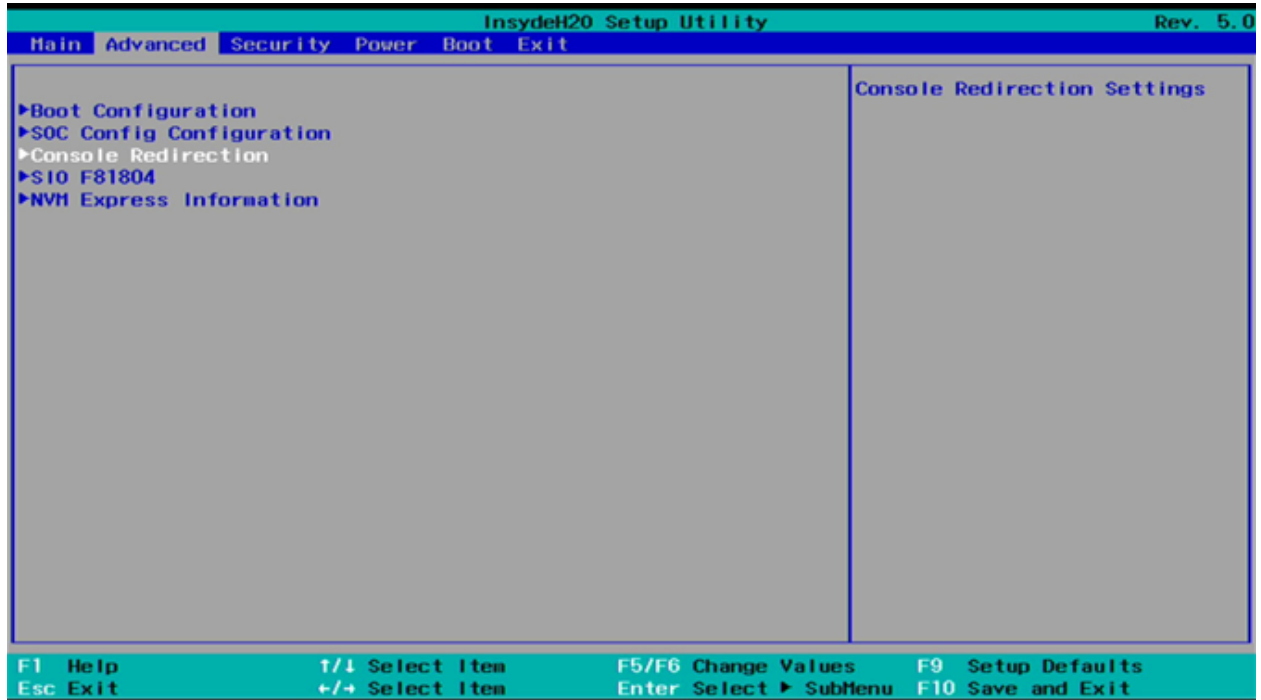 InsydeH2O Setup Utility Rev. 5.0
Main Advanced Security Power Boot Exit
Console Redirection Settings
►Boot Configuration
►SOC Config Configuration
►Console Redirection
►SIO F81804
►NVM Express Information
F1 Help ↑/↓ Select Item F5/F6 Change Values F9 Setup Defaults
Esc Exit ←/→ Select Item Enter Select ► SubMenu F10 Save and Exit